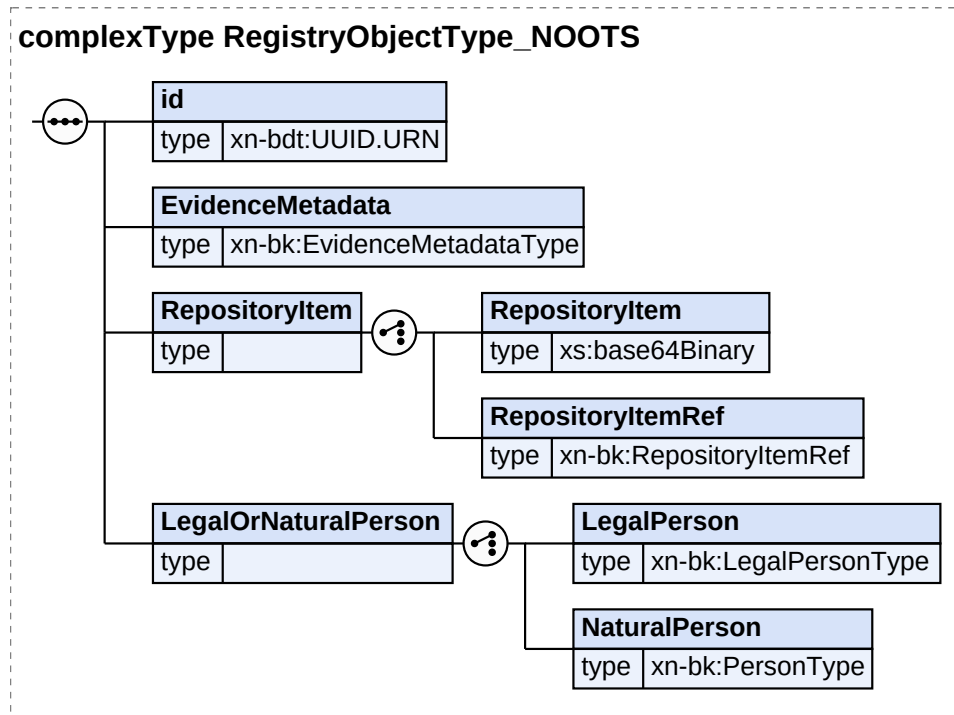 complexType RegistryObjectType_NOOTS
id
type xn-bdt:UUID.URN
EvidenceMetadata
type xn-bk:EvidenceMetadataType
RepositoryItem
type
RepositoryItem
type xs:base64Binary
RepositoryItemRef
type xn-bk:RepositoryItemRef
LegalOrNaturalPerson
type
LegalPerson
type xn-bk:LegalPersonType
NaturalPerson
type xn-bk:PersonType